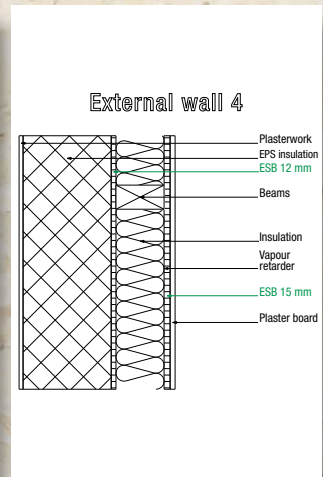 External wall 4
Plasterwork
EPS insulation
ESB 12 mm
Beams
Insulation
Vapour
retarder
ESB 15 mm
Plaster board